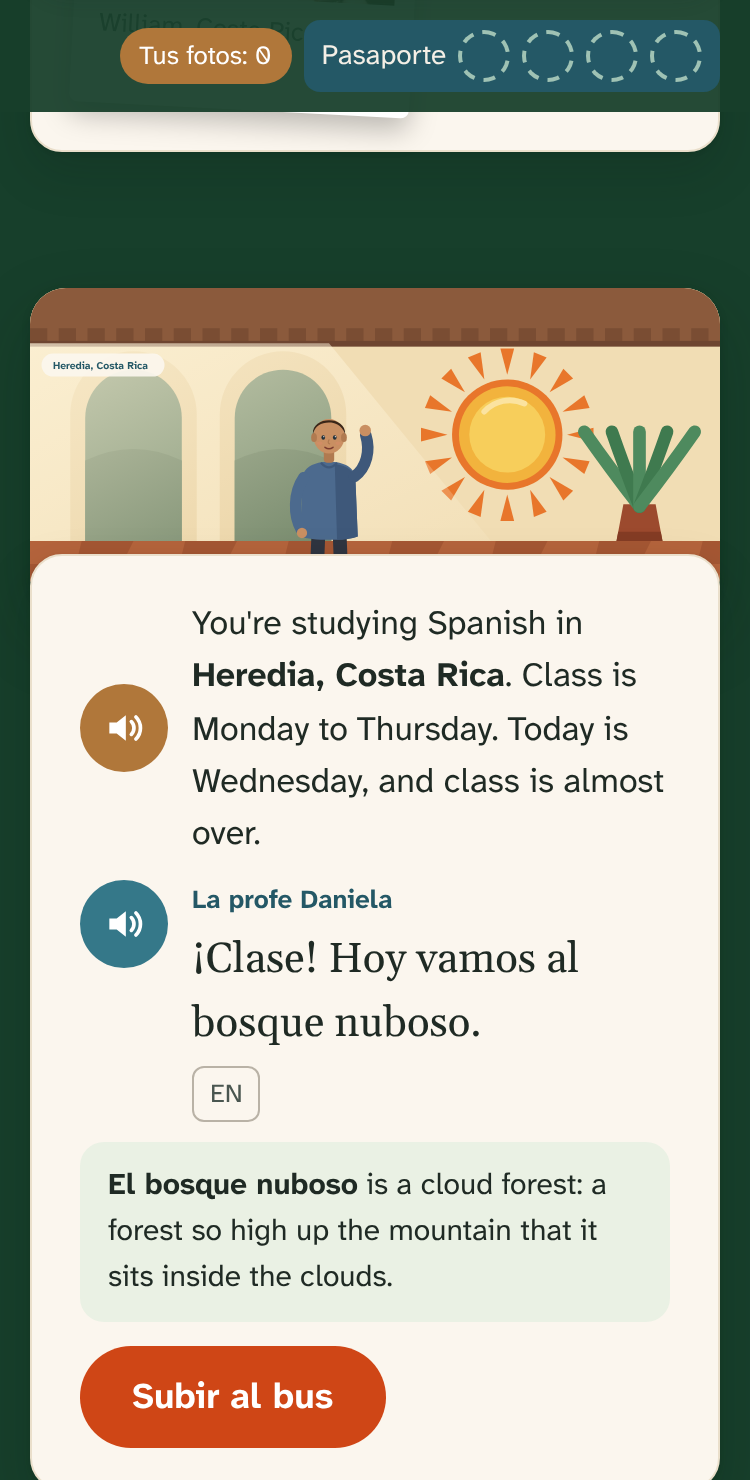 William, Costa Ric
Tus fotos: 0
Pasaporte
Heredia, Costa Rica
You're studying Spanish in
Heredia, Costa Rica. Class is
Monday to Thursday. Today is
Wednesday, and class is almost
over.
La profe Daniela
¡Clase! Hoy vamos al
bosque nuboso.
EN
El bosque nuboso is a cloud forest: a
forest so high up the mountain that it
sits inside the clouds.
Subir al bus